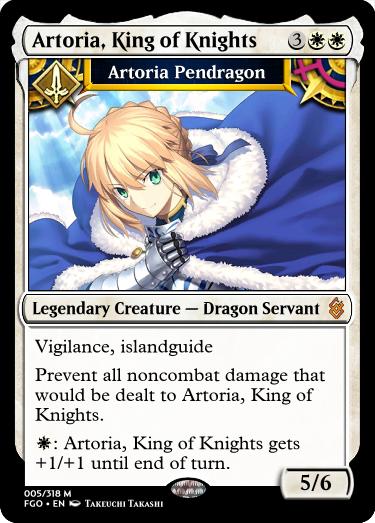 Artoria, King of Knights 3
Artoria Pendragon
Legendary Creature — Dragon Servant
Vigilance, islandguide
Prevent all noncombat damage that
would be dealt to Artoria, King of
Knights.
: Artoria, King of Knights gets
+1/+1 until end of turn.
5/6
005/318 M
FGO • EN Takeuchi Takashi